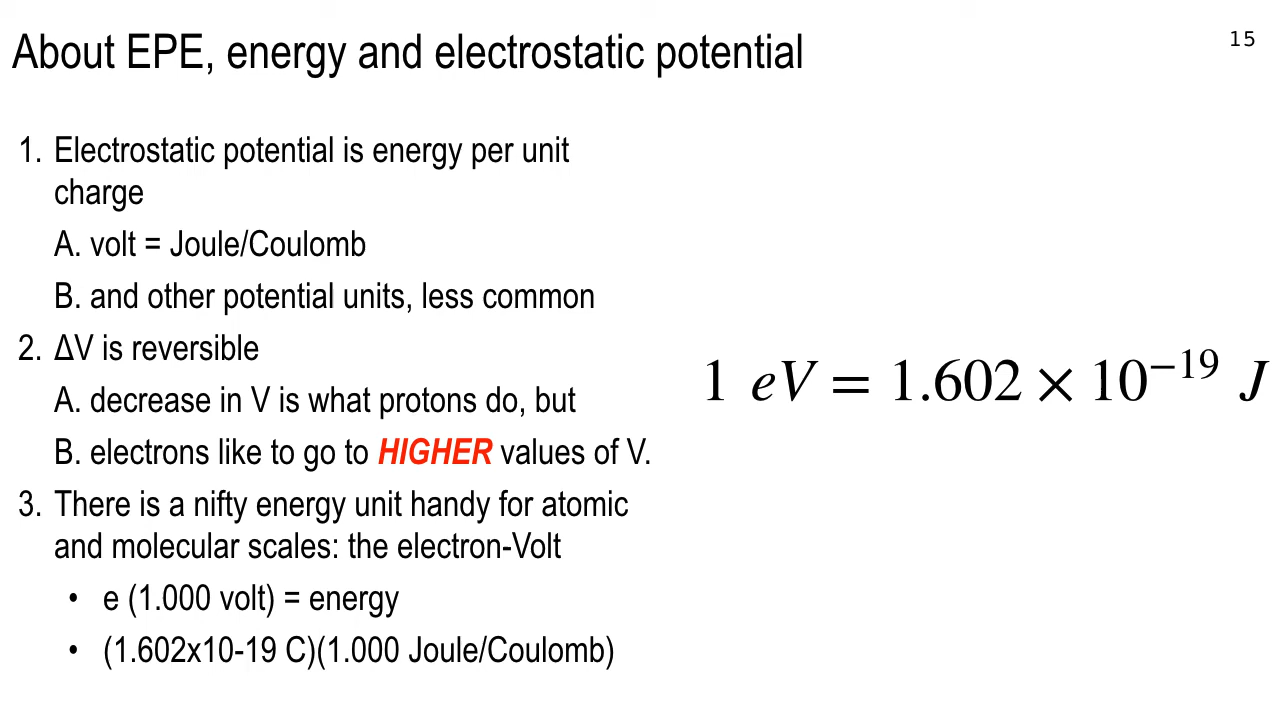 About EPE, energy and electrostatic potential
15
1. Electrostatic potential is energy per unit
charge
A. volt = Joule/Coulomb
B. and other potential units, less common
2. ΔV is reversible
A. decrease in V is what protons do, but
B. electrons like to go to HIGHER values of V.
3. There is a nifty energy unit handy for atomic
and molecular scales: the electron-Volt
• e (1.000 volt) = energy
• (1.602x10-19 C)(1.000 Joule/Coulomb)
1 eV = 1.602 × 10⁻¹⁹ J